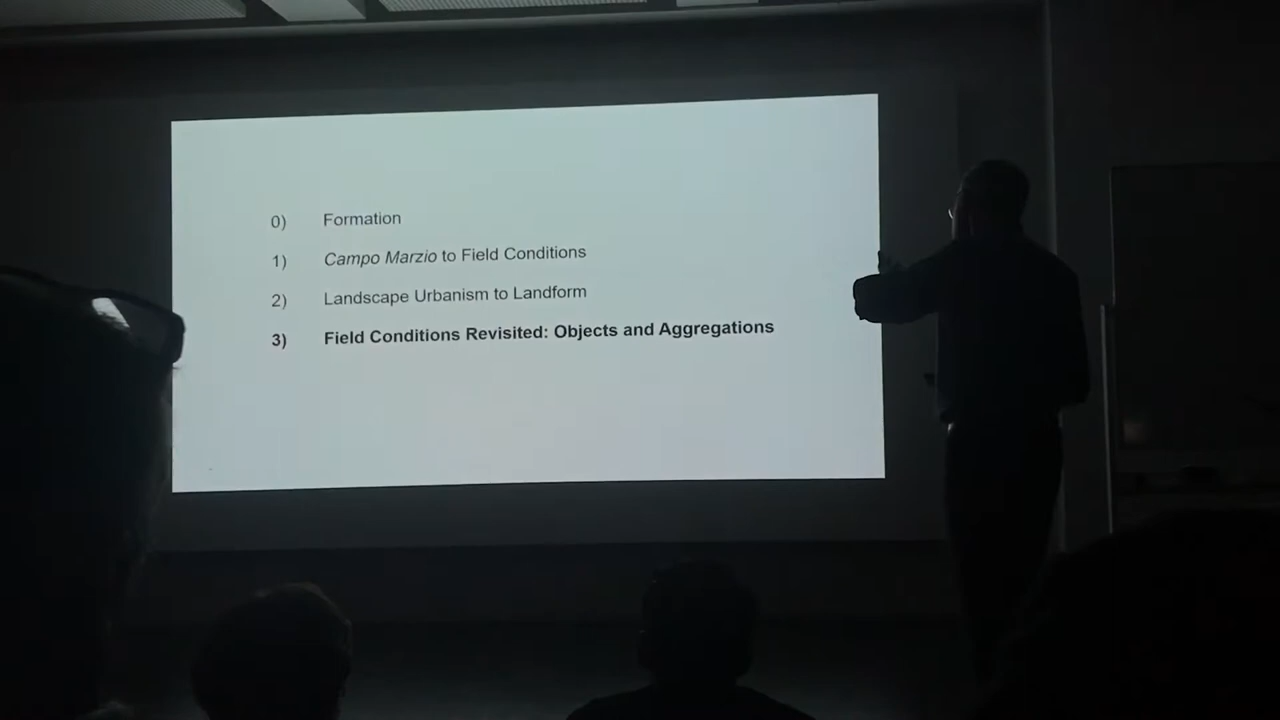 0) Formation
1) Campo Marzio to Field Conditions
2) Landscape Urbanism to Landform
3) Field Conditions Revisited: Objects and Aggregations